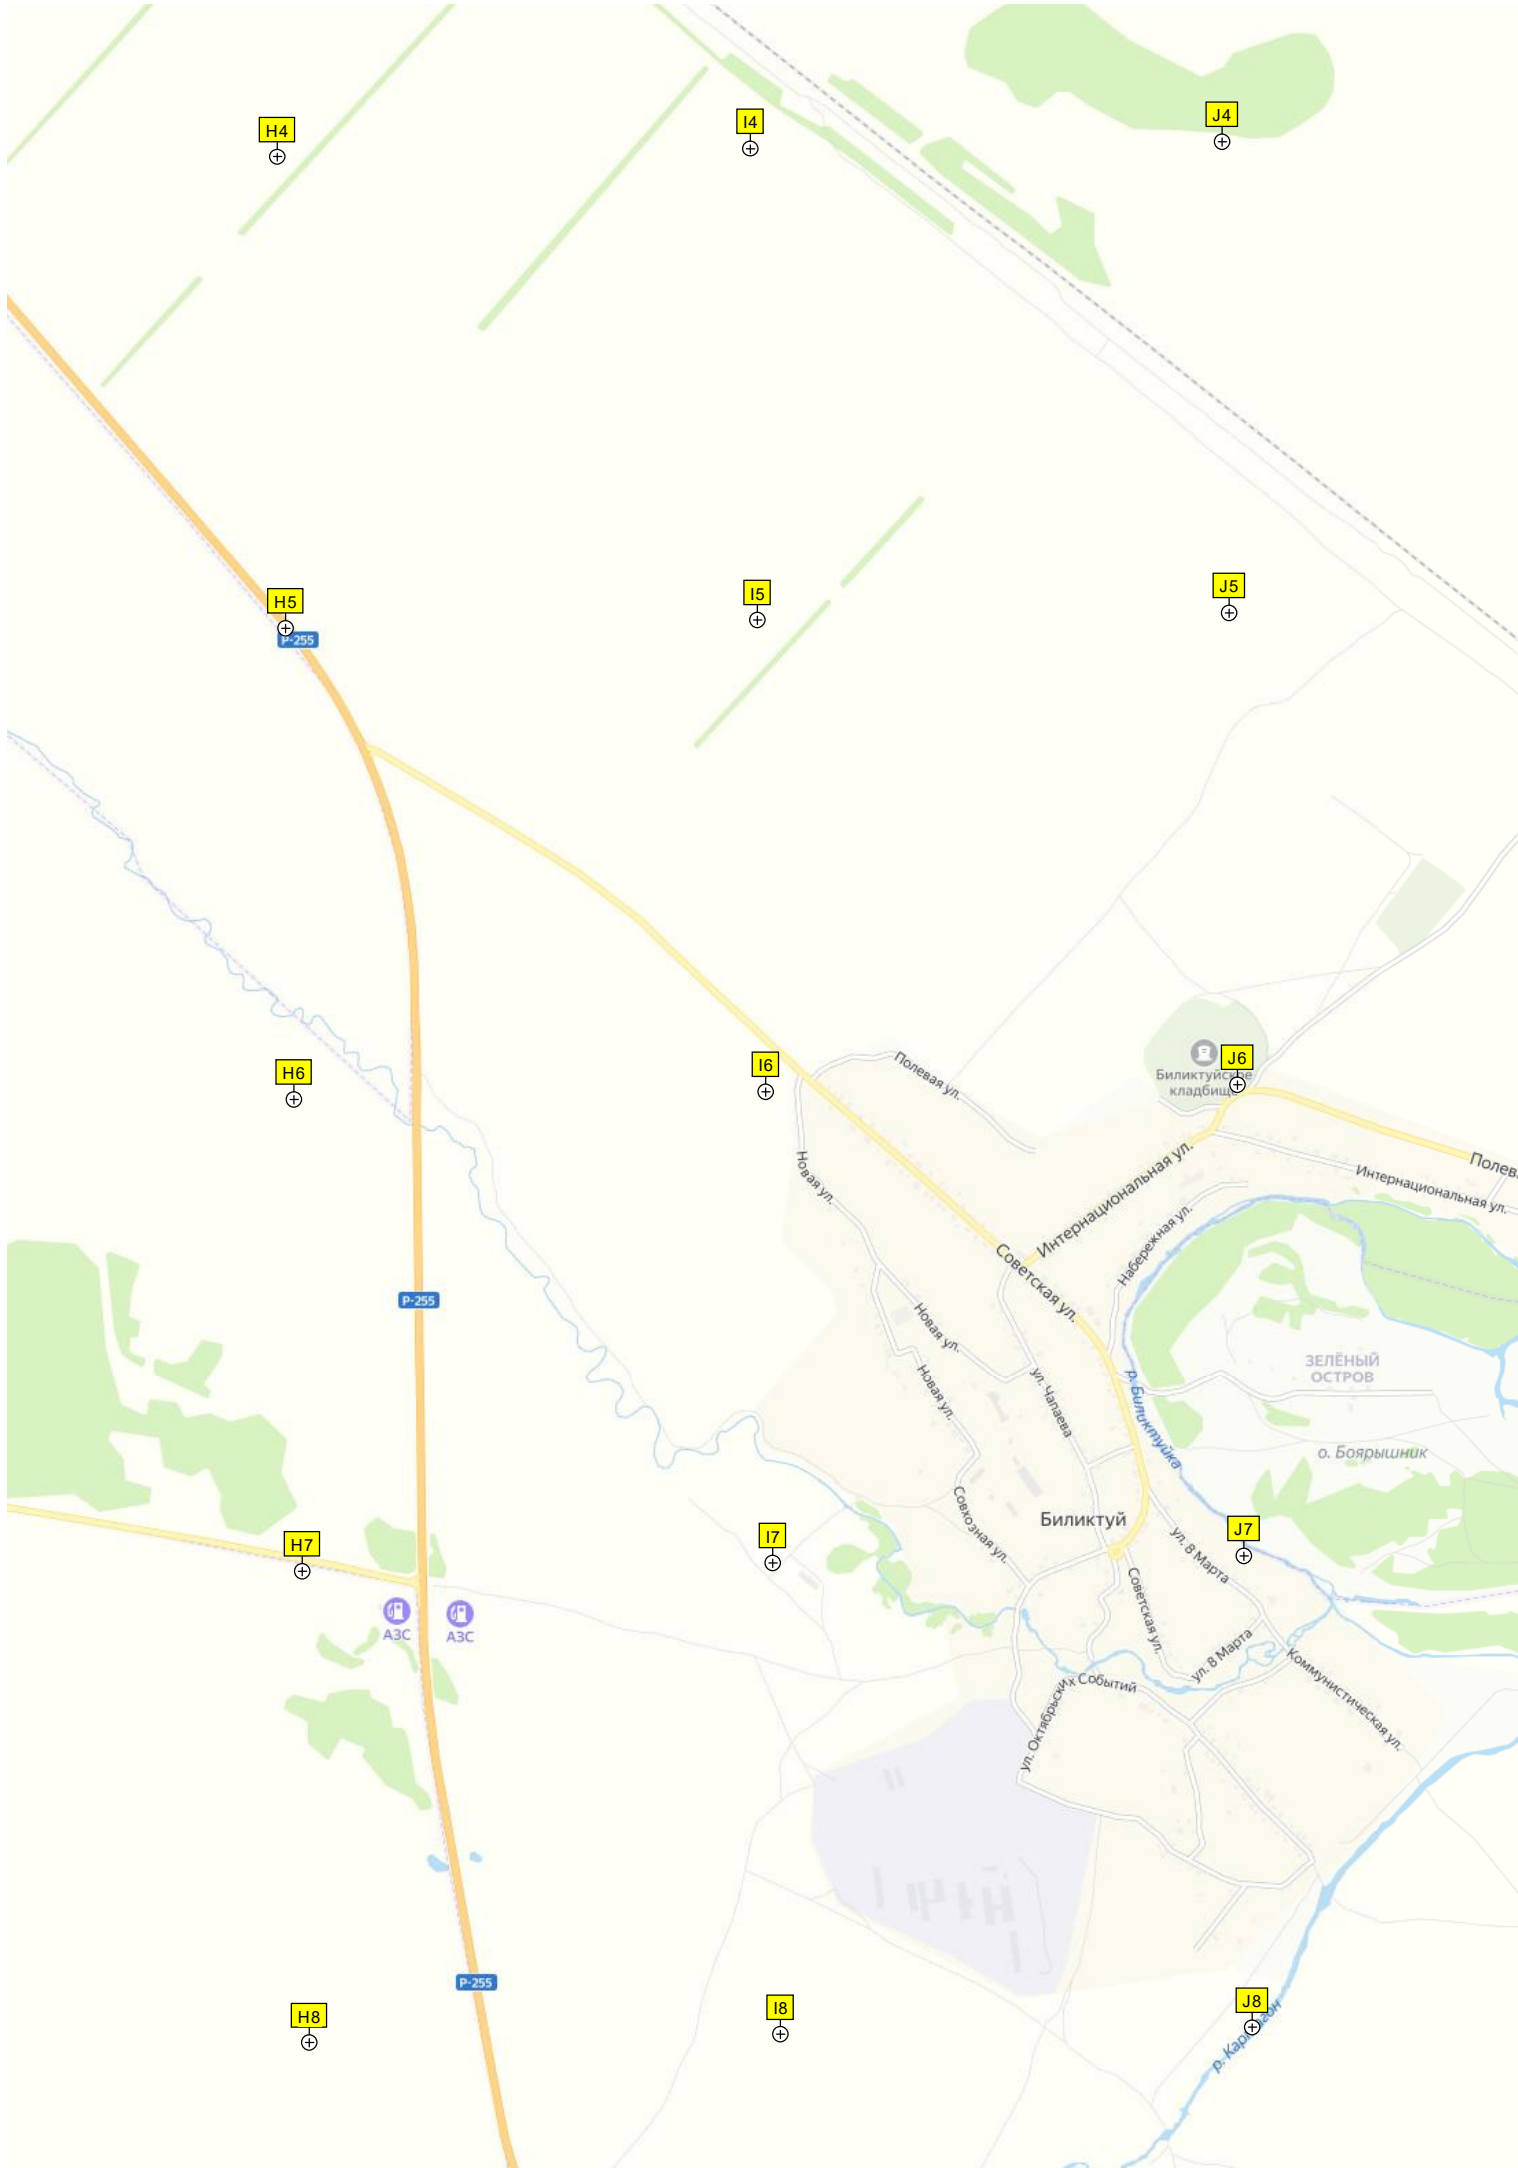 J4
I4
H4
J5
I5
H5
Р-255
J6
I6
H6
Полевая ул.
Биликтуйское
кладбище
Новая ул.
Интернациональная ул.
Интернациональная ул.
Набережная ул.
Советская ул.
Р-255
Новая ул.
Новая ул.
ул. Чапаева
р. Биликтуйка
ЗЕЛЁНЫЙ
ОСТРОВ
о. Боярышник
Биликтуй
Совхозная ул.
J7
I7
H7
ул. 8 Марта
Советская ул.
АЗС
АЗС
ул. 8 Марта
Коммунистическая ул.
ул. Октябрьских Событий
Р-255
J8
I8
H8
р.